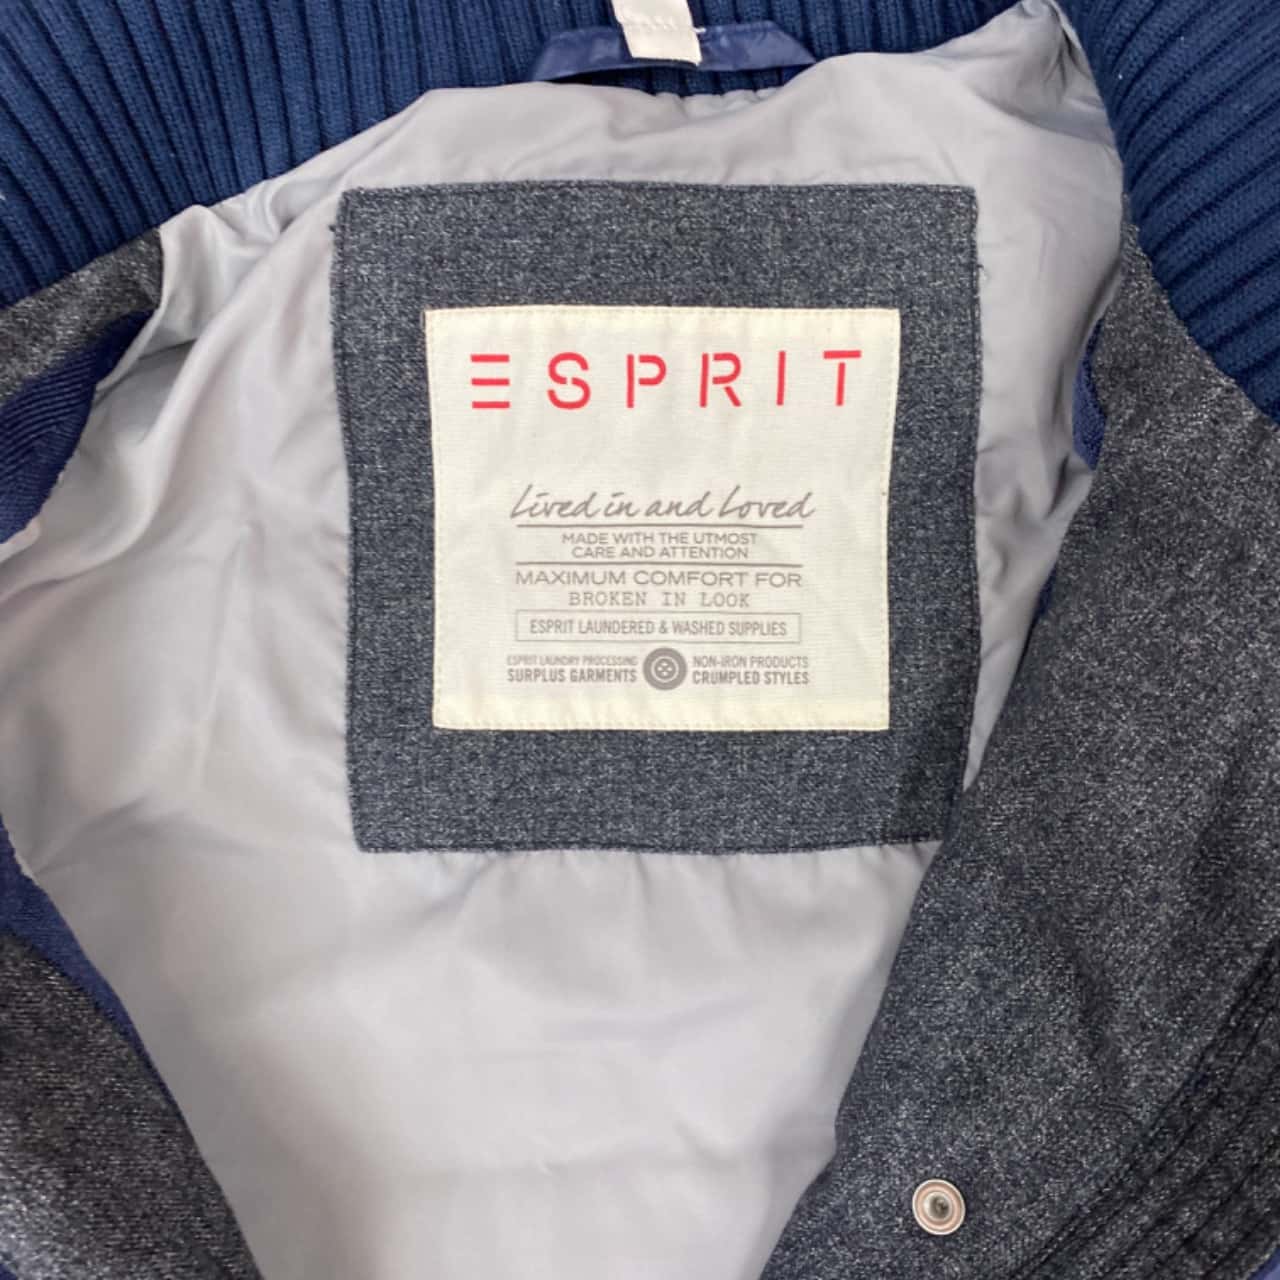 ESPRIT
Lived in and Loved
MADE WITH THE UTMOST
CARE AND ATTENTION
MAXIMUM COMFORT FOR
BROKEN IN LOOK
ESPRIT LAUNDERED & WASHED SUPPLIES
ESPRIT LAUNDRY PROCESSING
SURPLUS GARMENTS
NON-IRON PRODUCTS
CRUMPLED STYLES